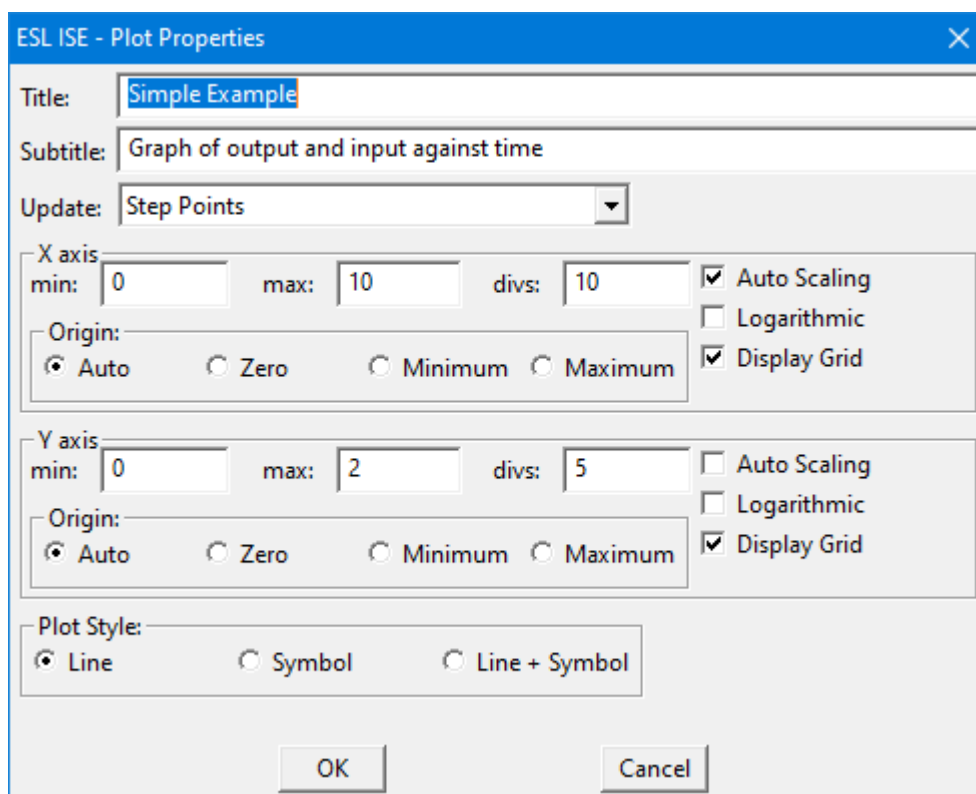 ESL ISE - Plot Properties
Title: Simple Example
Subtitle: Graph of output and input against time
Update: Step Points
X axis
min: 0 max: 10 divs: 10 Auto Scaling
Logarithmic
Origin:
Auto Zero Minimum Maximum Display Grid
Y axis
min: 0 max: 2 divs: 5 Auto Scaling
Logarithmic
Origin:
Auto Zero Minimum Maximum Display Grid
Plot Style:
Line Symbol Line + Symbol
OK Cancel